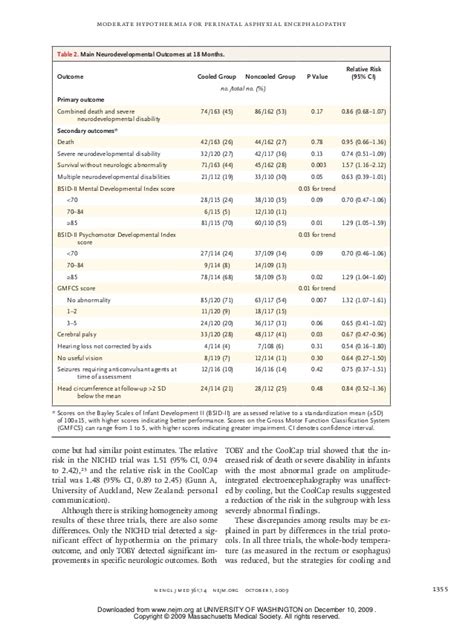 MODERATE HYPOTHERMIA FOR PERINATAL ASPHYXIAL ENCEPHALOPATHY
Table 2. Main Neurodevelopmental Outcomes at 18 Months.
Outcome Cooled Group Noncooled Group P Value Relative Risk (95% CI)
no./total no. (%)
Primary outcome
Combined death and severe neurodevelopmental disability 74/163 (45) 86/162 (53) 0.17 0.86 (0.68–1.07)
Secondary outcomes*
Death 42/163 (26) 44/162 (27) 0.78 0.95 (0.66–1.36)
Severe neurodevelopmental disability 32/120 (27) 42/117 (36) 0.13 0.74 (0.51–1.09)
Survival without neurologic abnormality 71/163 (44) 45/162 (28) 0.003 1.57 (1.16–2.12)
Multiple neurodevelopmental disabilities 21/112 (19) 33/110 (30) 0.05 0.63 (0.39–1.01)
BSID-II Mental Developmental Index score 0.03 for trend
<70 28/115 (24) 38/110 (35) 0.09 0.70 (0.47–1.06)
70–84 6/115 (5) 12/110 (11)
≥85 81/115 (70) 60/110 (55) 0.01 1.29 (1.05–1.59)
BSID-II Psychomotor Developmental Index score 0.03 for trend
<70 27/114 (24) 37/109 (34) 0.09 0.70 (0.46–1.06)
70–84 9/114 (8) 14/109 (13)
≥85 78/114 (68) 58/109 (53) 0.02 1.29 (1.04–1.60)
GMFCS score 0.01 for trend
No abnormality 85/120 (71) 63/117 (54) 0.007 1.32 (1.07–1.61)
1–2 11/120 (9) 18/117 (15)
3–5 24/120 (20) 36/117 (31) 0.06 0.65 (0.41–1.02)
Cerebral palsy 33/120 (28) 48/117 (41) 0.03 0.67 (0.47–0.96)
Hearing loss not corrected by aids 4/114 (4) 7/108 (6) 0.31 0.54 (0.16–1.80)
No useful vision 8/119 (7) 12/114 (11) 0.30 0.64 (0.27–1.50)
Seizures requiring anticonvulsant agents at time of assessment 12/116 (10) 16/116 (14) 0.42 0.75 (0.37–1.51)
Head circumference at follow-up >2 SD below the mean 24/114 (21) 28/112 (25) 0.48 0.84 (0.52–1.36)
* Scores on the Bayley Scales of Infant Development II (BSID-II) are assessed relative to a standardization mean (±SD)
of 100±15, with higher scores indicating better performance. Scores on the Gross Motor Function Classification System
(GMFCS) can range from 1 to 5, with higher scores indicating greater impairment. CI denotes confidence interval.
come but had similar point estimates. The relative
risk in the NICHD trial was 1.51 (95% CI, 0.94
to 2.42),²³ and the relative risk in the CoolCap
trial was 1.48 (95% CI, 0.89 to 2.45) (Gunn A,
University of Auckland, New Zealand: personal
communication).
Although there is striking homogeneity among
results of these three trials, there are also some
differences. Only the NICHD trial detected a sig-
nificant effect of hypothermia on the primary
outcome, and only TOBY detected significant im-
provements in specific neurologic outcomes. Both
TOBY and the CoolCap trial showed that the in-
creased risk of death or severe disability in infants
with the most abnormal grade on amplitude-
integrated electroencephalography was unaffect-
ed by cooling, but the CoolCap results suggested
a reduction of the risk in the subgroup with less
severely abnormal findings.
These discrepancies among results may be ex-
plained in part by differences in the trial proto-
cols. In all three trials, the whole-body tempera-
ture (as measured in the rectum or esophagus)
was reduced, but the strategies for cooling and
N ENGL J MED 361;14 NEJM.ORG OCTOBER 1, 2009 1355
Downloaded from www.nejm.org at UNIVERSITY OF WASHINGTON on December 10, 2009 .
Copyright © 2009 Massachusetts Medical Society. All rights reserved.